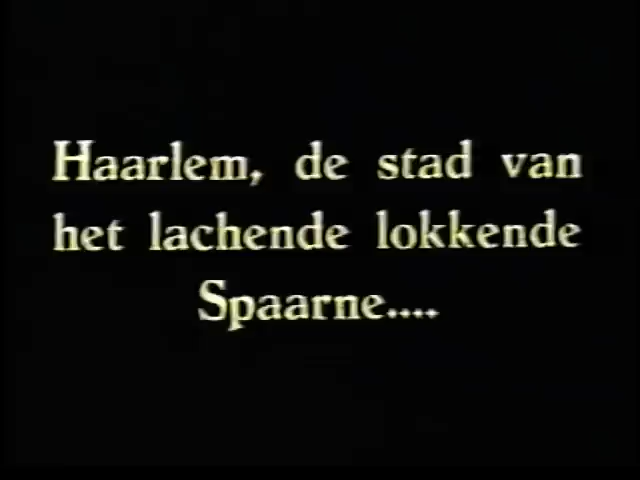 Haarlem, de stad van
het lachende lokkende
Spaarne....